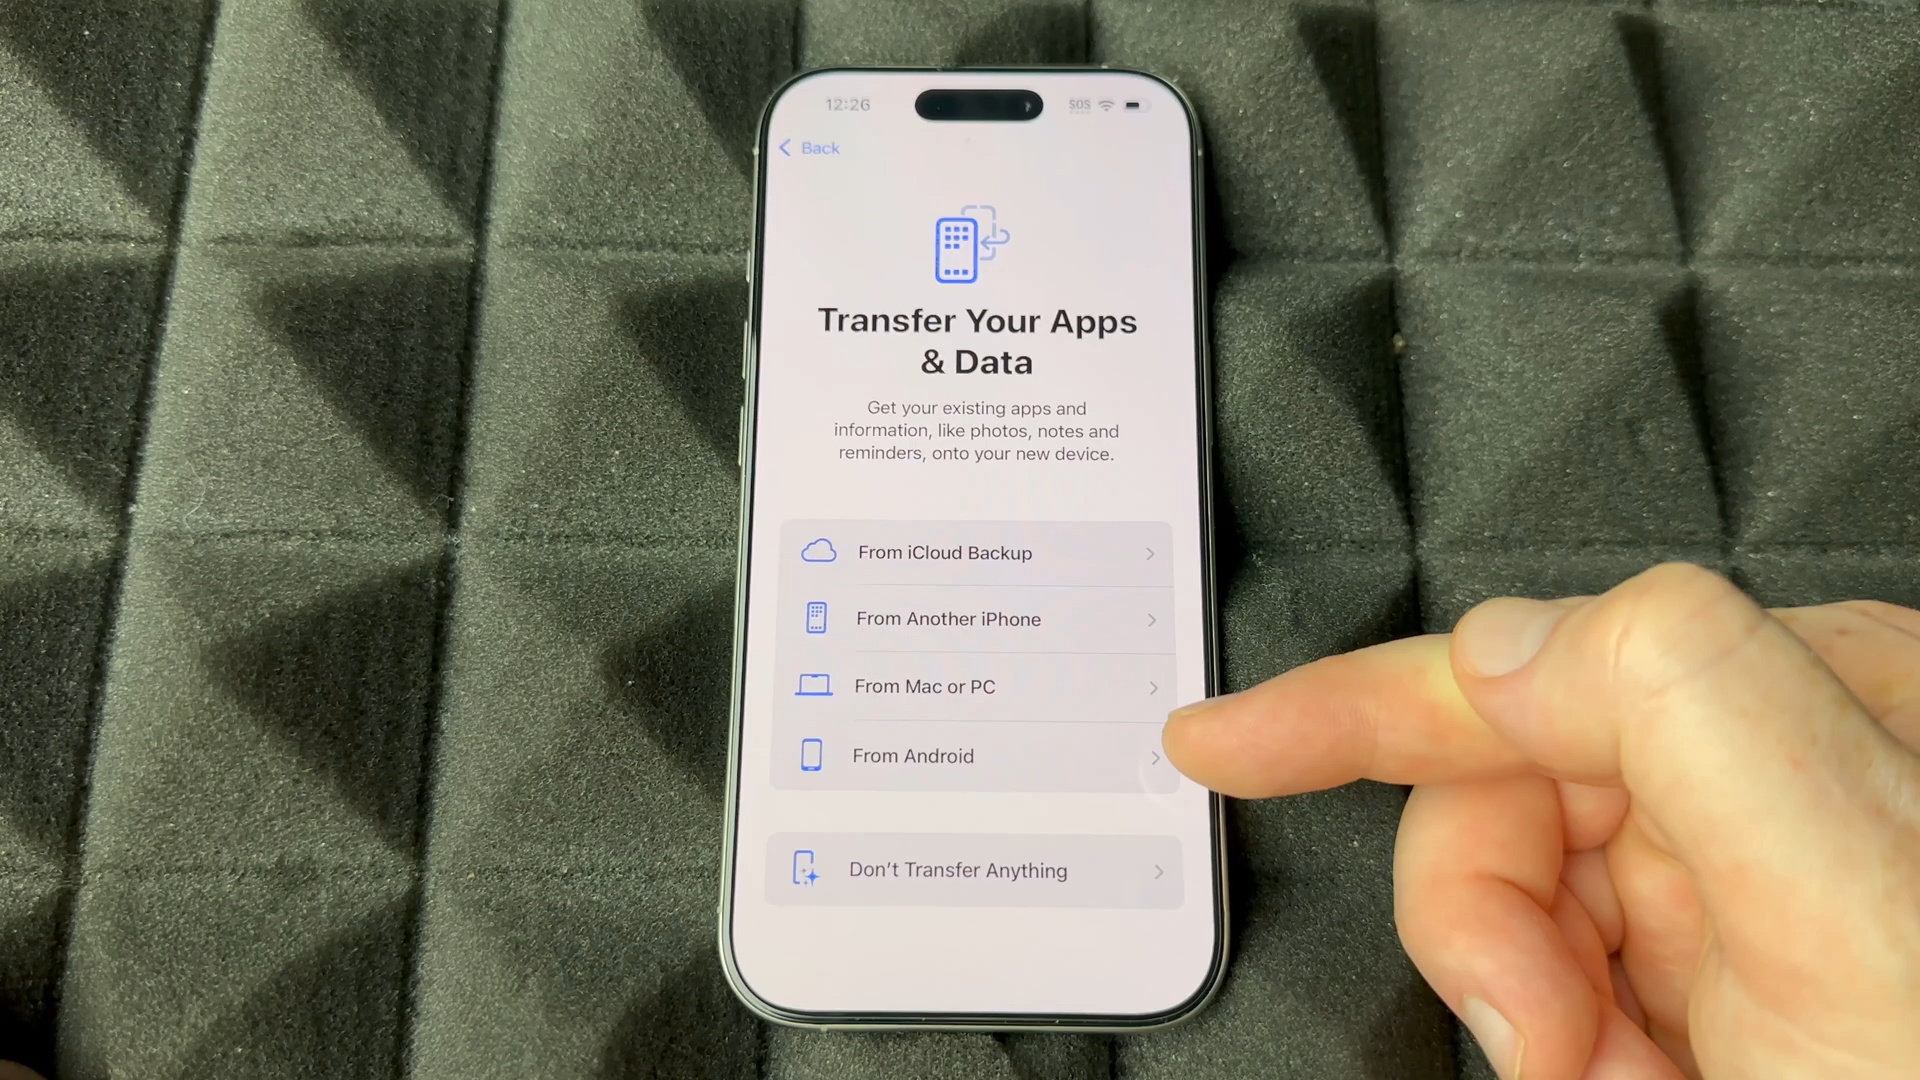 12:26
SOS
Back
Transfer Your Apps
& Data
Get your existing apps and
information, like photos, notes and
reminders, onto your new device.
From iCloud Backup
From Another iPhone
From Mac or PC
From Android
Don't Transfer Anything